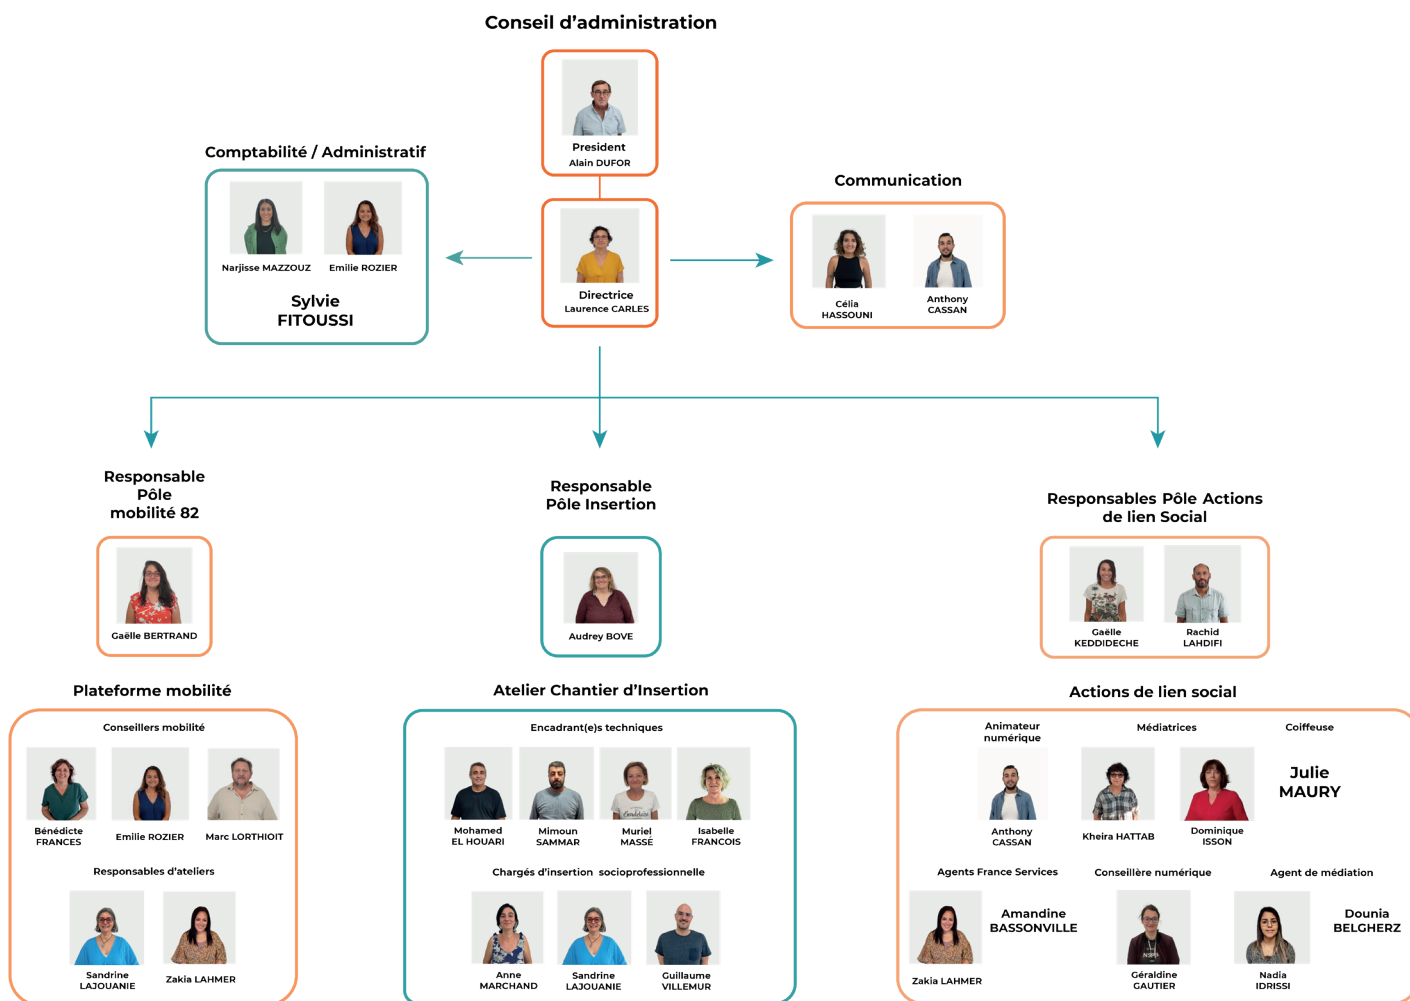 Conseil d'administration
President
Alain DUFOR
Comptabilité / Administratif
Narjisse MAZZOUZ
Emilie ROZIER
Sylvie
FITOUSSI
Directrice
Laurence CARLES
Communication
Célia
HASSOUNI
Anthony
CASSAN
Responsable
Pôle
mobilité 82
Gaëlle BERTRAND
Responsable
Pôle Insertion
Audrey BOVE
Responsables Pôle Actions
de lien Social
Gaëlle
KEDDIDECHE
Rachid
LAHDIFI
Plateforme mobilité
Conseillers mobilité
Bénédicte
FRANCES
Emilie ROZIER
Marc LORTHIOIT
Responsables d'ateliers
Sandrine
LAJOUANIE
Zakia LAHMER
Atelier Chantier d'Insertion
Encadrant(e)s techniques
Mohamed
EL HOUARI
Mimoun
SAMMAR
Muriel
MASSÉ
Isabelle
FRANCOIS
Chargés d'insertion socioprofessionnelle
Anne
MARCHAND
Sandrine
LAJOUANIE
Guillaume
VILLEMUR
Actions de lien social
Animateur
numérique
Anthony
CASSAN
Médiatrices
Kheira HATTAB
Dominique
ISSON
Coiffeuse
Julie
MAURY
Agents France Services
Zakia LAHMER
Amandine
BASSONVILLE
Conseillère numérique
Géraldine
GAUTIER
Agent de médiation
Nadia
IDRISSI
Dounia
BELGHERZ